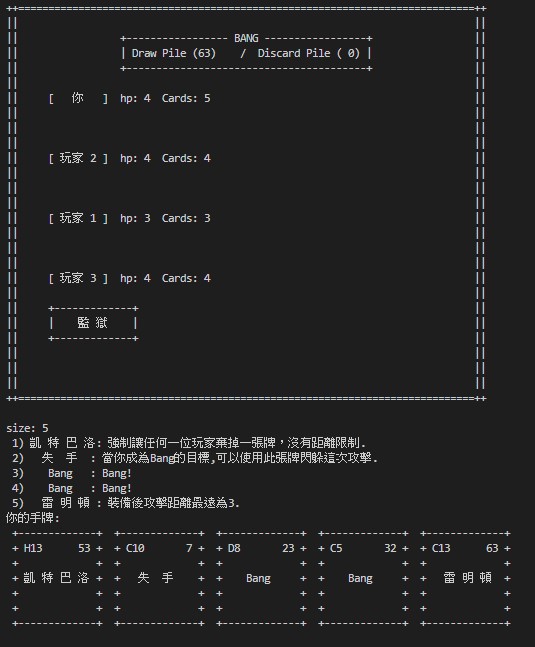 BANG
Draw Pile (63) / Discard Pile ( 0)
[ 你 ] hp: 4 Cards: 5
[ 玩家 2 ] hp: 4 Cards: 4
[ 玩家 1 ] hp: 3 Cards: 3
[ 玩家 3 ] hp: 4 Cards: 4
監 獄
size: 5
1) 凱 特 巴 洛 : 強制讓任何一位玩家棄掉一張牌，沒有距離限制.
2) 失 手 : 當你成為Bang的目標,可以使用此張牌閃躲這次攻擊.
3) Bang : Bang!
4) Bang : Bang!
5) 雷 明 頓 : 裝備後攻擊距離最遠為3.
你的手牌:
H13 53 C10 7 D8 23 C5 32 C13 63
凱 特 巴 洛 失 手 Bang Bang 雷 明 頓